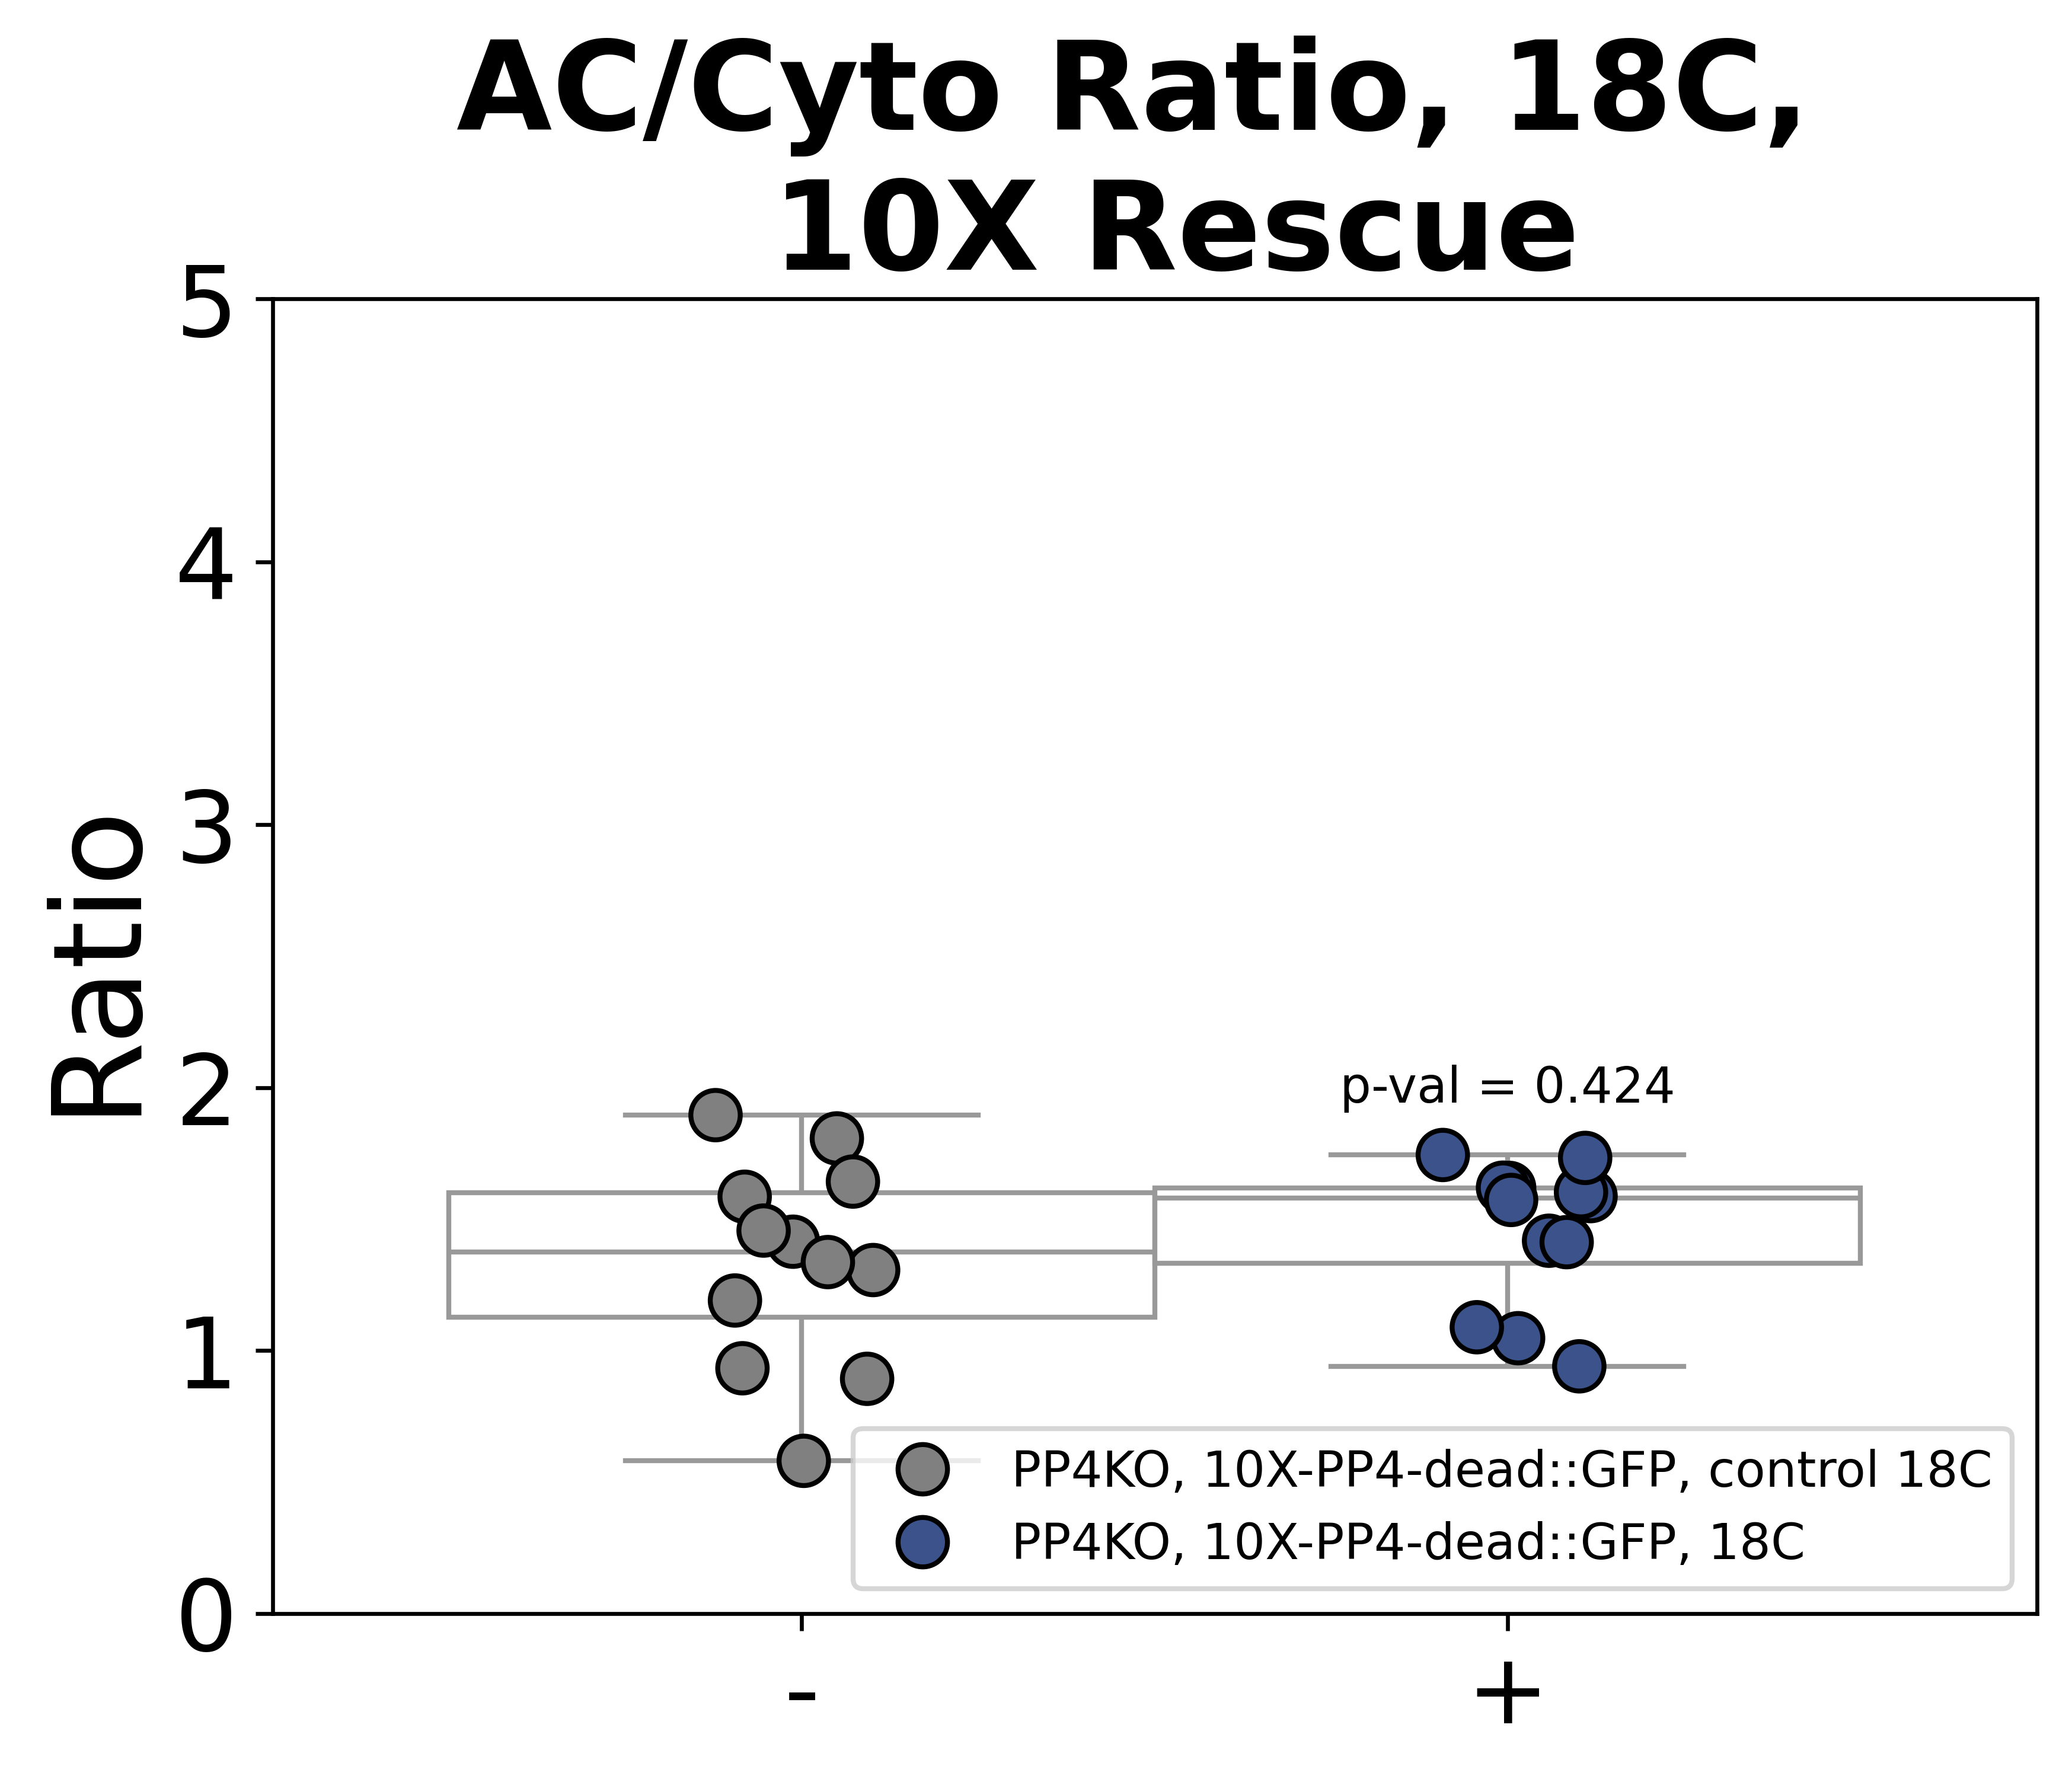 AC/Cyto Ratio, 18C,
10X Rescue
5
4
3
2
1
0
Ratio
p-val = 0.424
PP4KO, 10X-PP4-dead::GFP, control 18C
PP4KO, 10X-PP4-dead::GFP, 18C
- +